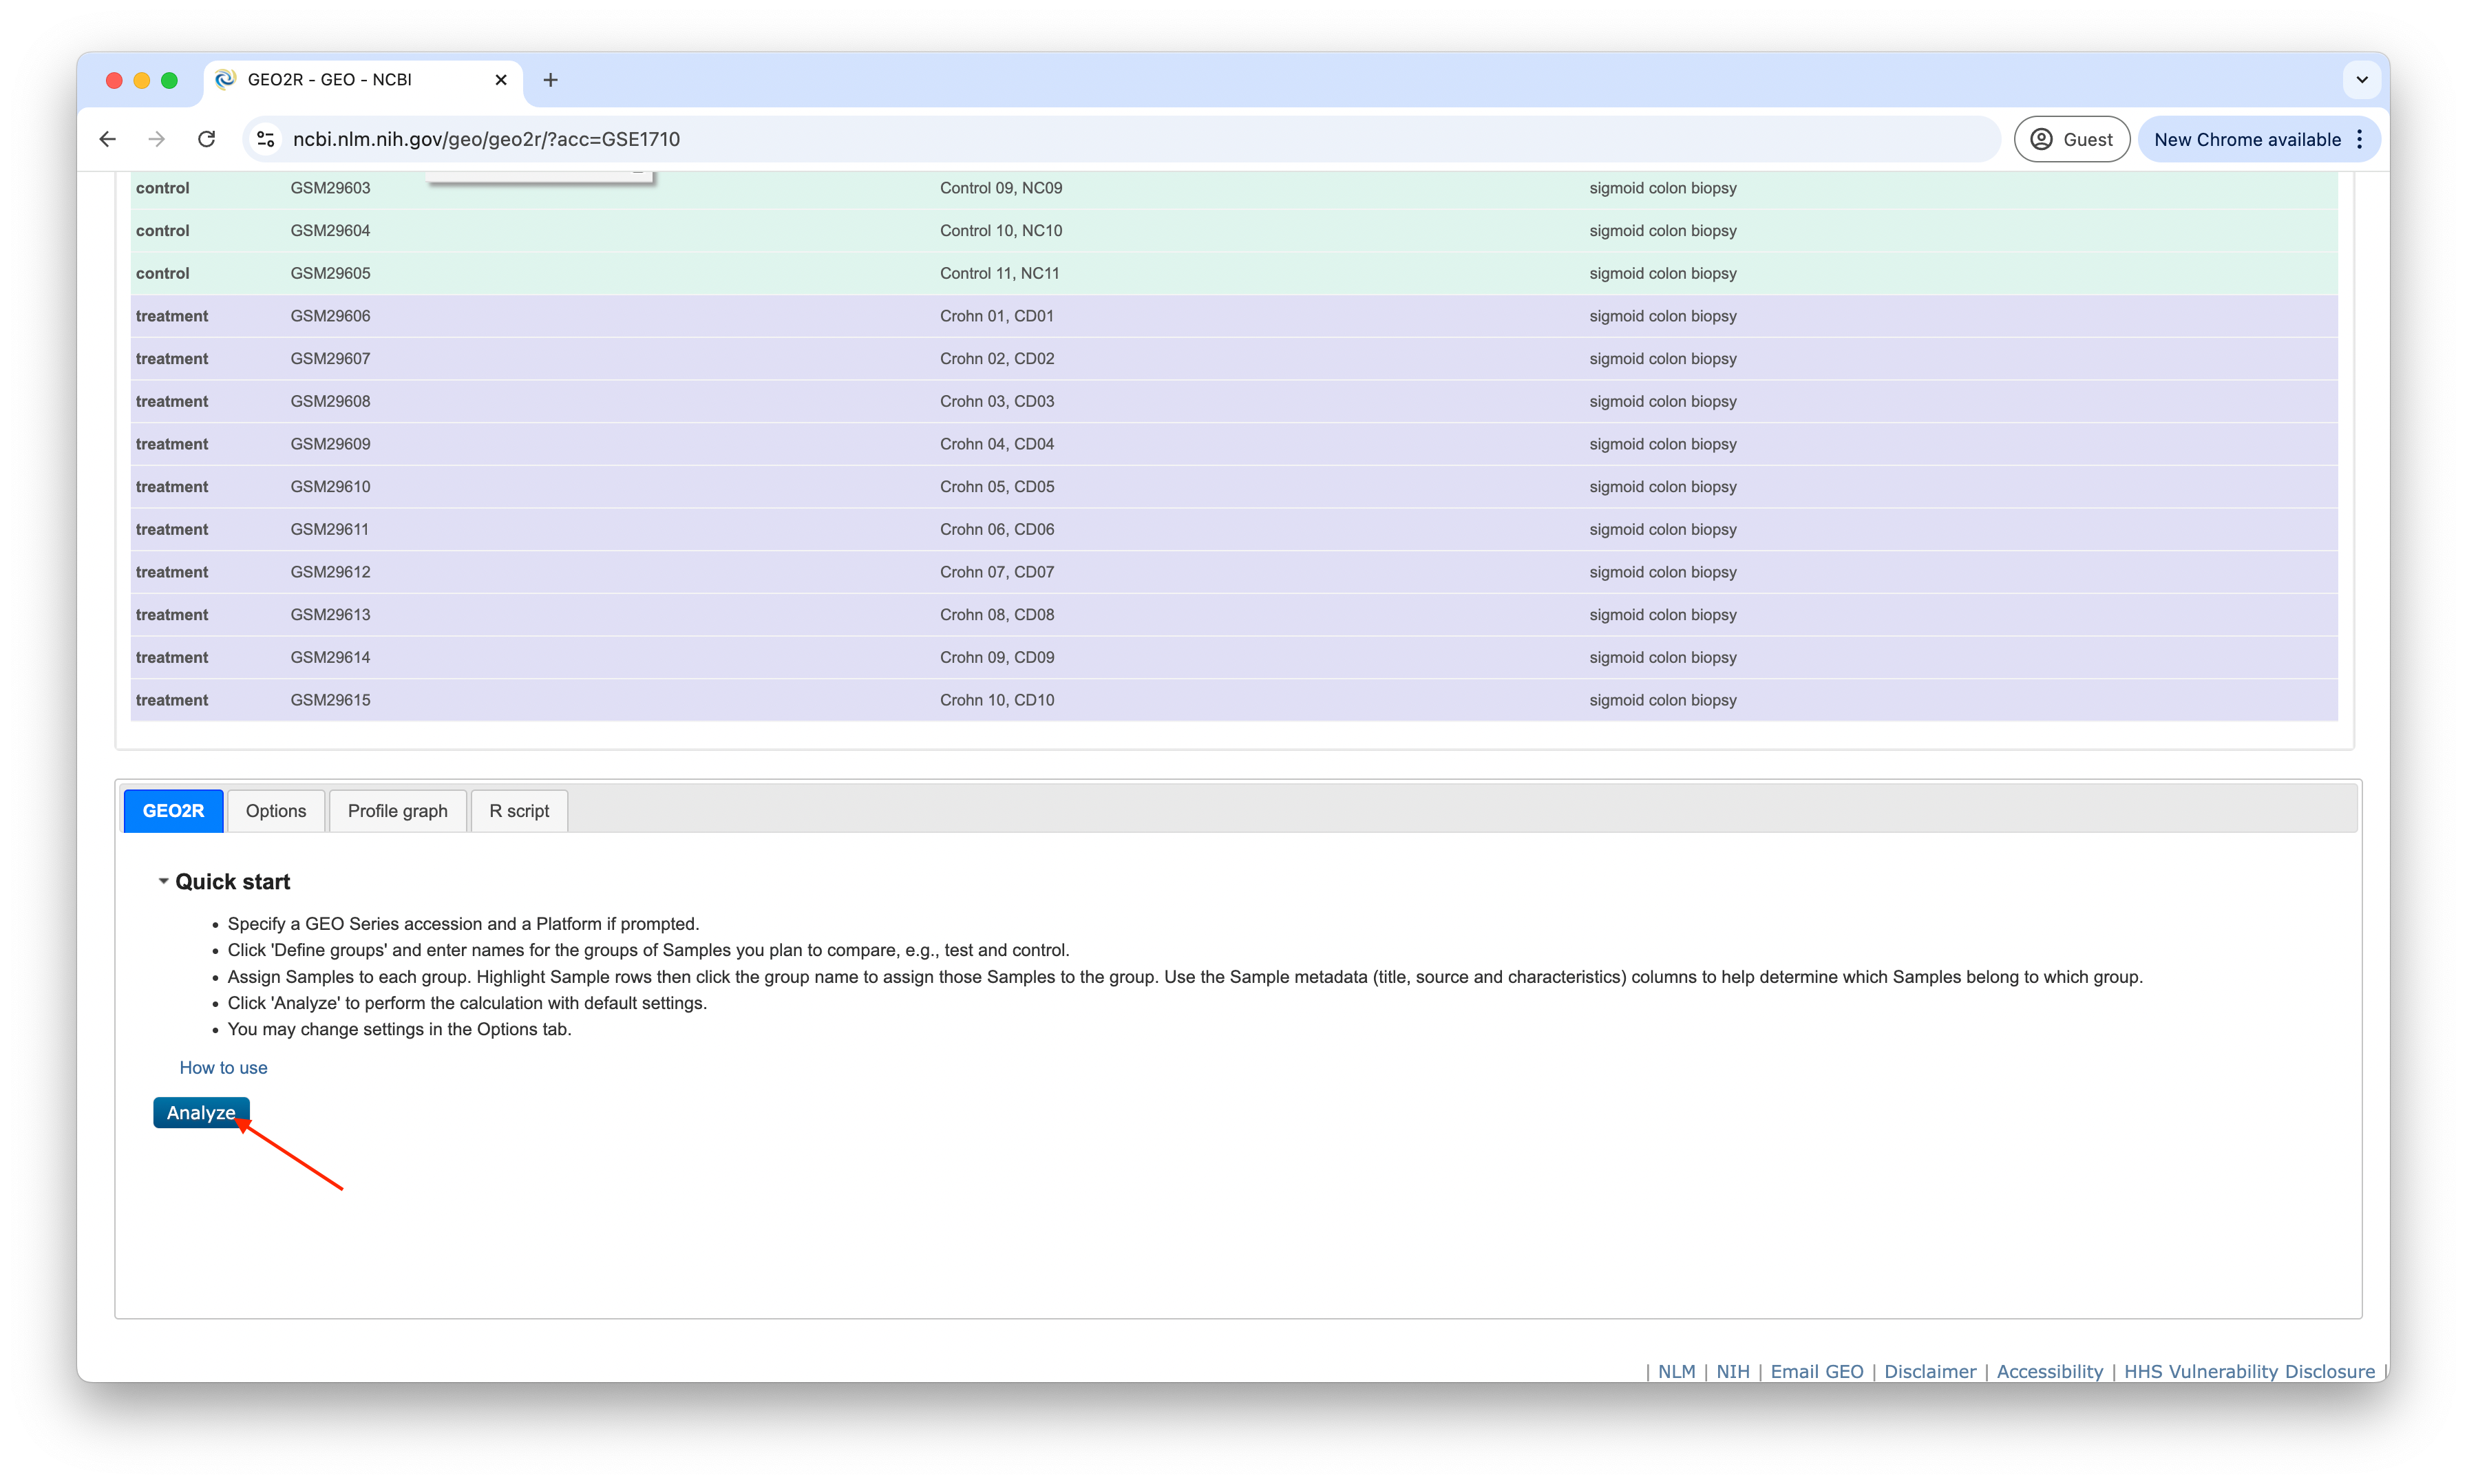 GEO2R - GEO - NCBI
ncbi.nlm.nih.gov/geo/geo2r/?acc=GSE1710 Guest New Chrome available
control GSM29603 Control 09, NC09 sigmoid colon biopsy
control GSM29604 Control 10, NC10 sigmoid colon biopsy
control GSM29605 Control 11, NC11 sigmoid colon biopsy
treatment GSM29606 Crohn 01, CD01 sigmoid colon biopsy
treatment GSM29607 Crohn 02, CD02 sigmoid colon biopsy
treatment GSM29608 Crohn 03, CD03 sigmoid colon biopsy
treatment GSM29609 Crohn 04, CD04 sigmoid colon biopsy
treatment GSM29610 Crohn 05, CD05 sigmoid colon biopsy
treatment GSM29611 Crohn 06, CD06 sigmoid colon biopsy
treatment GSM29612 Crohn 07, CD07 sigmoid colon biopsy
treatment GSM29613 Crohn 08, CD08 sigmoid colon biopsy
treatment GSM29614 Crohn 09, CD09 sigmoid colon biopsy
treatment GSM29615 Crohn 10, CD10 sigmoid colon biopsy
GEO2R Options Profile graph R script
Quick start
• Specify a GEO Series accession and a Platform if prompted.
• Click 'Define groups' and enter names for the groups of Samples you plan to compare, e.g., test and control.
• Assign Samples to each group. Highlight Sample rows then click the group name to assign those Samples to the group. Use the Sample metadata (title, source and characteristics) columns to help determine which Samples belong to which group.
• Click 'Analyze' to perform the calculation with default settings.
• You may change settings in the Options tab.
How to use
Analyze
| NLM | NIH | Email GEO | Disclaimer | Accessibility | HHS Vulnerability Disclosure |